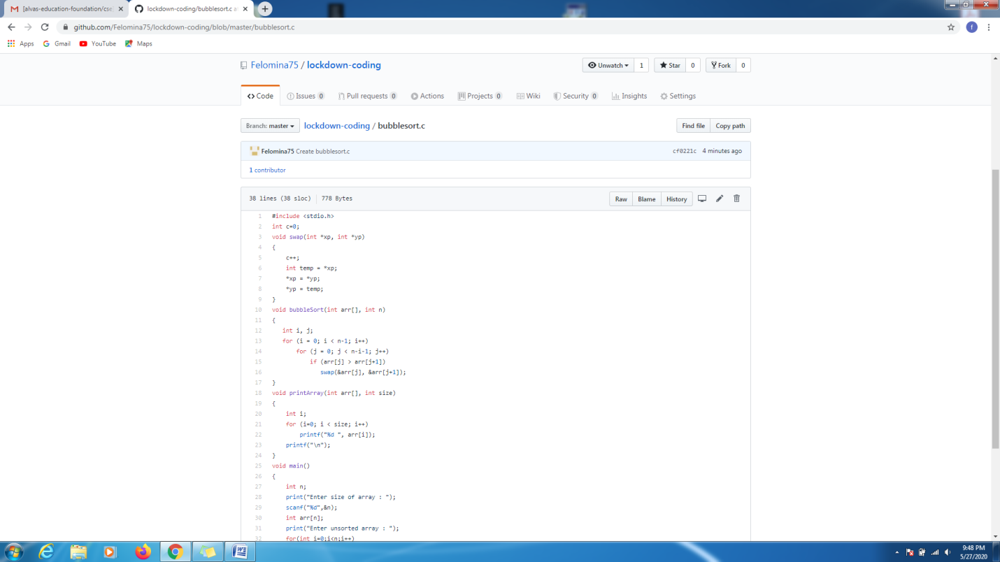 [alvas-education-foundation/cse
lockdown-coding/bubblesort.c a
github.com/Felomina75/lockdown-coding/blob/master/bubblesort.c
f
Apps Gmail YouTube Maps
Felomina75 / lockdown-coding
Unwatch 1 Star 0 Fork 0
Code Issues 0 Pull requests 0 Actions Projects 0 Wiki Security 0 Insights Settings
Branch: master lockdown-coding / bubblesort.c Find file Copy path
Felomina75 Create bubblesort.c cf0221c 4 minutes ago
1 contributor
38 lines (38 sloc) 778 Bytes Raw Blame History
1 #include <stdio.h>
2 int c=0;
3 void swap(int *xp, int *yp)
4 {
5 c++;
6 int temp = *xp;
7 *xp = *yp;
8 *yp = temp;
9 }
10 void bubbleSort(int arr[], int n)
11 {
12 int i, j;
13 for (i = 0; i < n-1; i++)
14 for (j = 0; j < n-i-1; j++)
15 if (arr[j] > arr[j+1])
16 swap(&arr[j], &arr[j+1]);
17 }
18 void printArray(int arr[], int size)
19 {
20 int i;
21 for (i=0; i < size; i++)
22 printf("%d ", arr[i]);
23 printf("\n");
24 }
25 void main()
26 {
27 int n;
28 print("Enter size of array : ");
29 scanf("%d",&n);
30 int arr[n];
31 print("Enter unsorted array : ");
32 for(int i=0;i<n;i++)
9:48 PM
5/27/2020